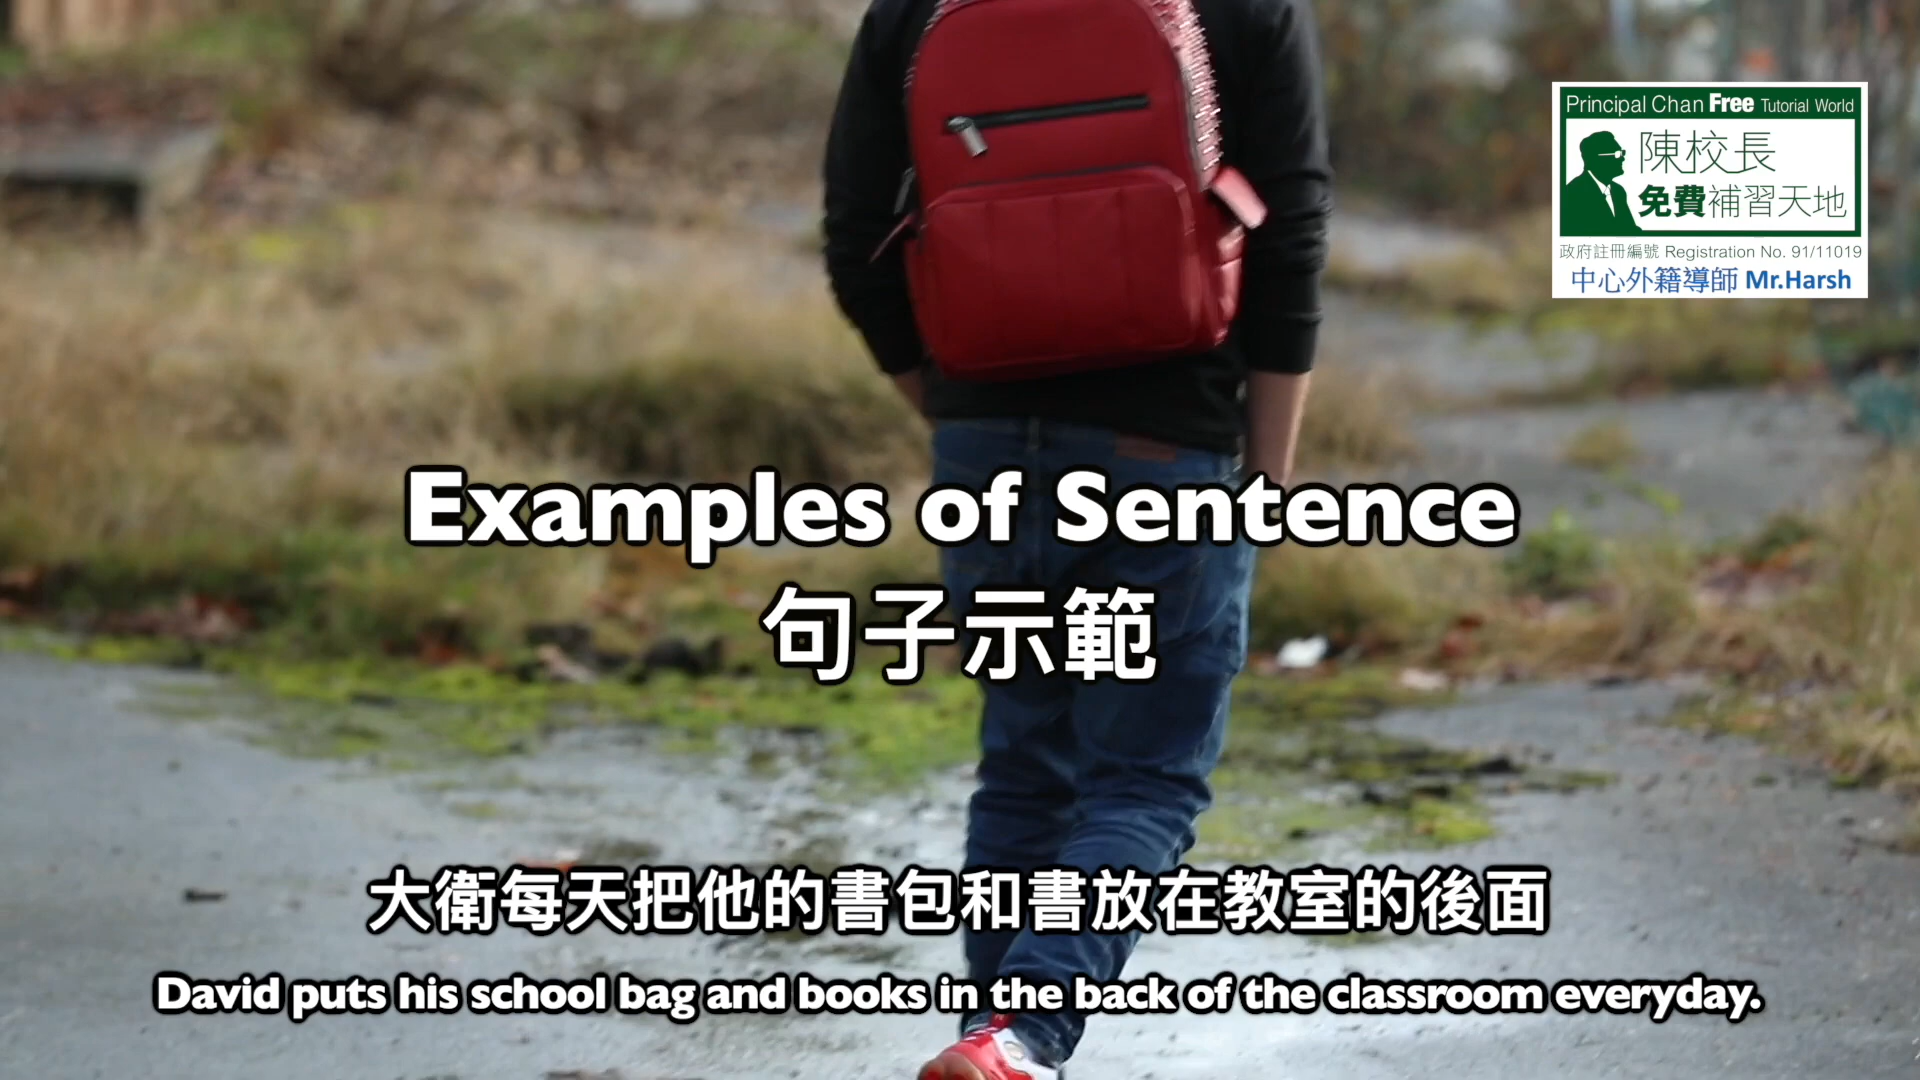 Principal Chan Free Tutorial World
陳校長
免費補習天地
政府註冊編號 Registration No. 91/11019
中心外籍導師 Mr.Harsh
Examples of Sentence
句子示範
大衛每天把他的書包和書放在教室的後面
David puts his school bag and books in the back of the classroom everyday.